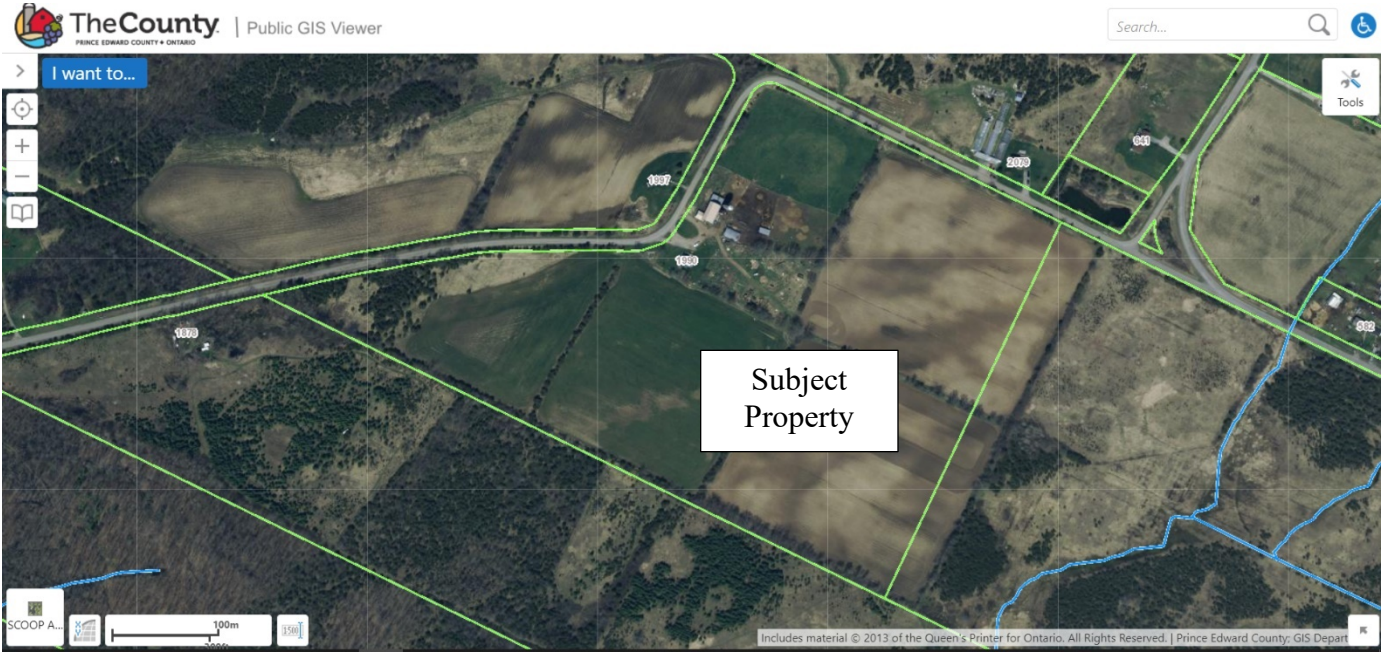 TheCounty
PRINCE EDWARD COUNTY • ONTARIO
Public GIS Viewer
Search...
I want to...
Tools
641
2079
1997
1990
582
1878
Subject
Property
SCOOP A...
100m
Includes material © 2013 of the Queen's Printer for Ontario. All Rights Reserved. | Prince Edward County; GIS Depart